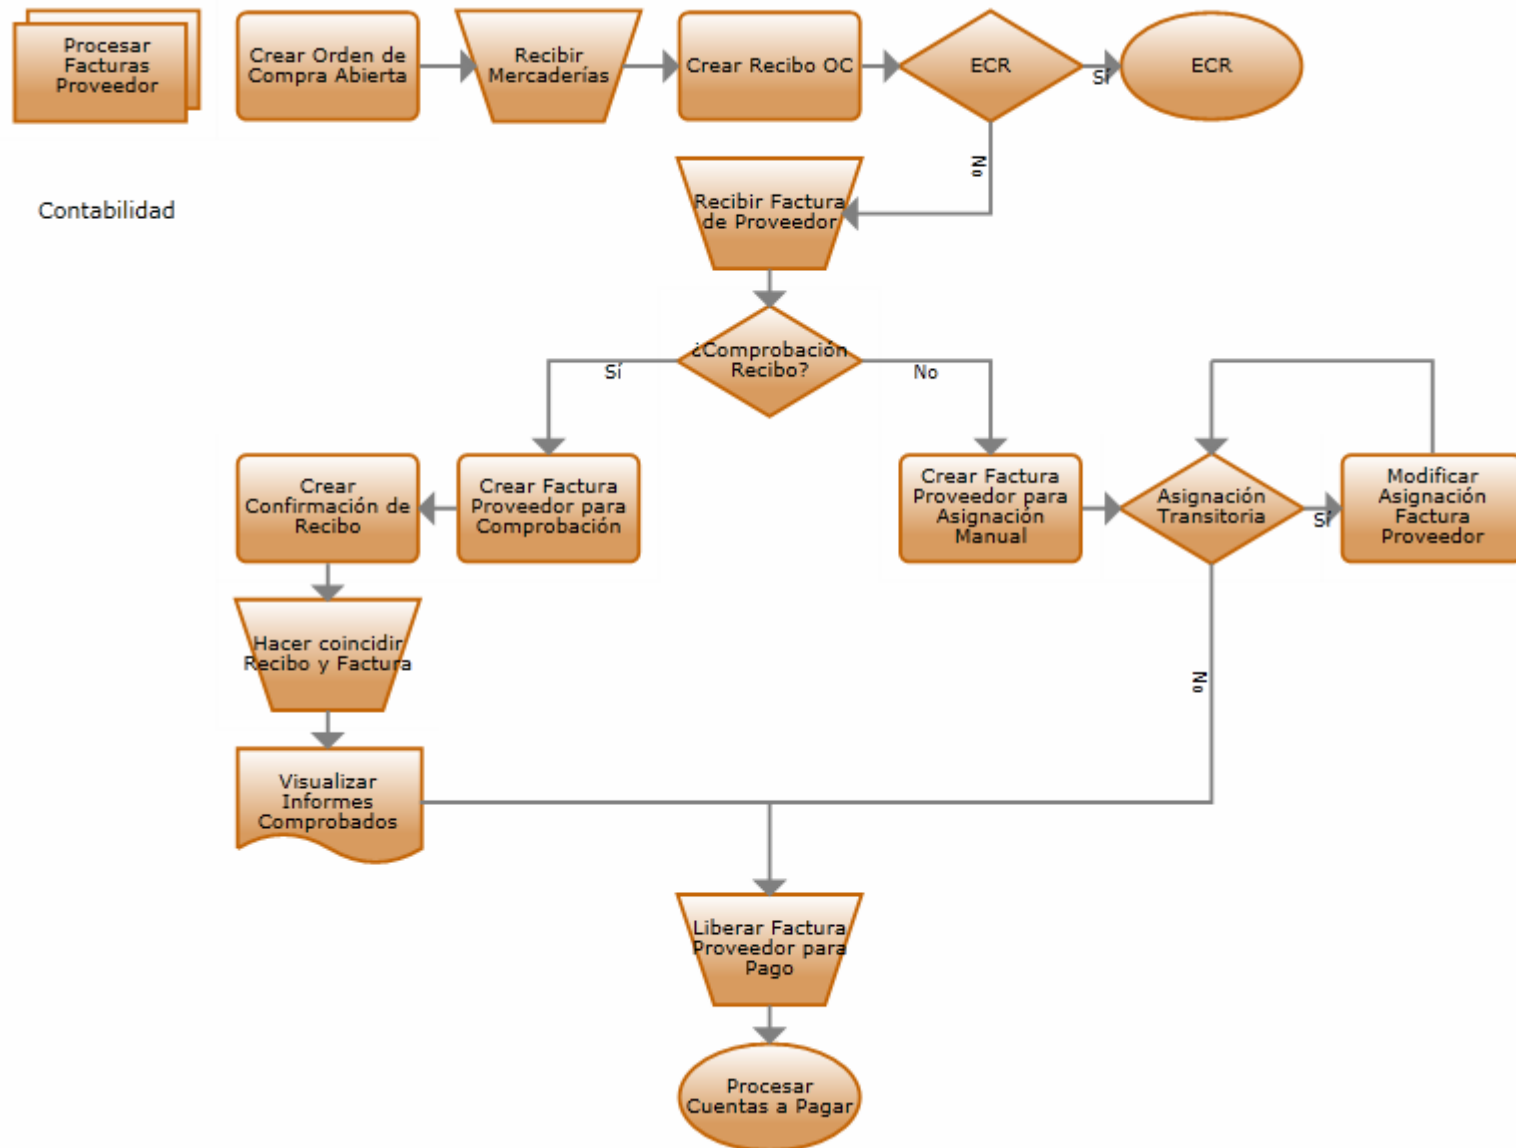 Procesar
Facturas
Proveedor
Crear Orden de
Compra Abierta
Recibir
Mercaderías
Crear Recibo OC
ECR
Sí
ECR
No
Contabilidad
Recibir Factura
de Proveedor
¿Comprobación
Recibo?
Sí
No
Crear
Confirmación de
Recibo
Crear Factura
Proveedor para
Comprobación
Crear Factura
Proveedor para
Asignación
Manual
Asignación
Transitoria
Sí
Modificar
Asignación
Factura
Proveedor
Hacer coincidir
Recibo y Factura
No
Visualizar
Informes
Comprobados
Liberar Factura
Proveedor para
Pago
Procesar
Cuentas a Pagar